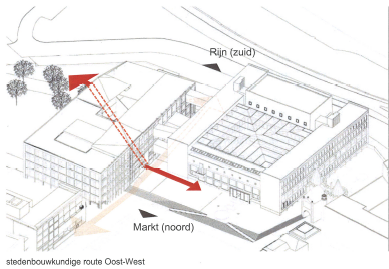 Rijn (zuid)
Markt (noord)
stedenbouwkundige route Oost-West